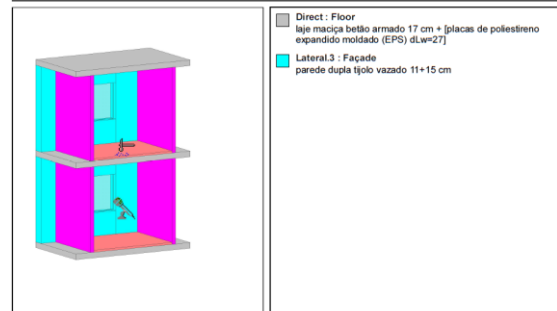 Direct : Floor
laje maciça betão armado 17 cm + [placas de poliestireno
expandido moldado (EPS) dLw=27]
Lateral.3 : Façade
parede dupla tijolo vazado 11+15 cm